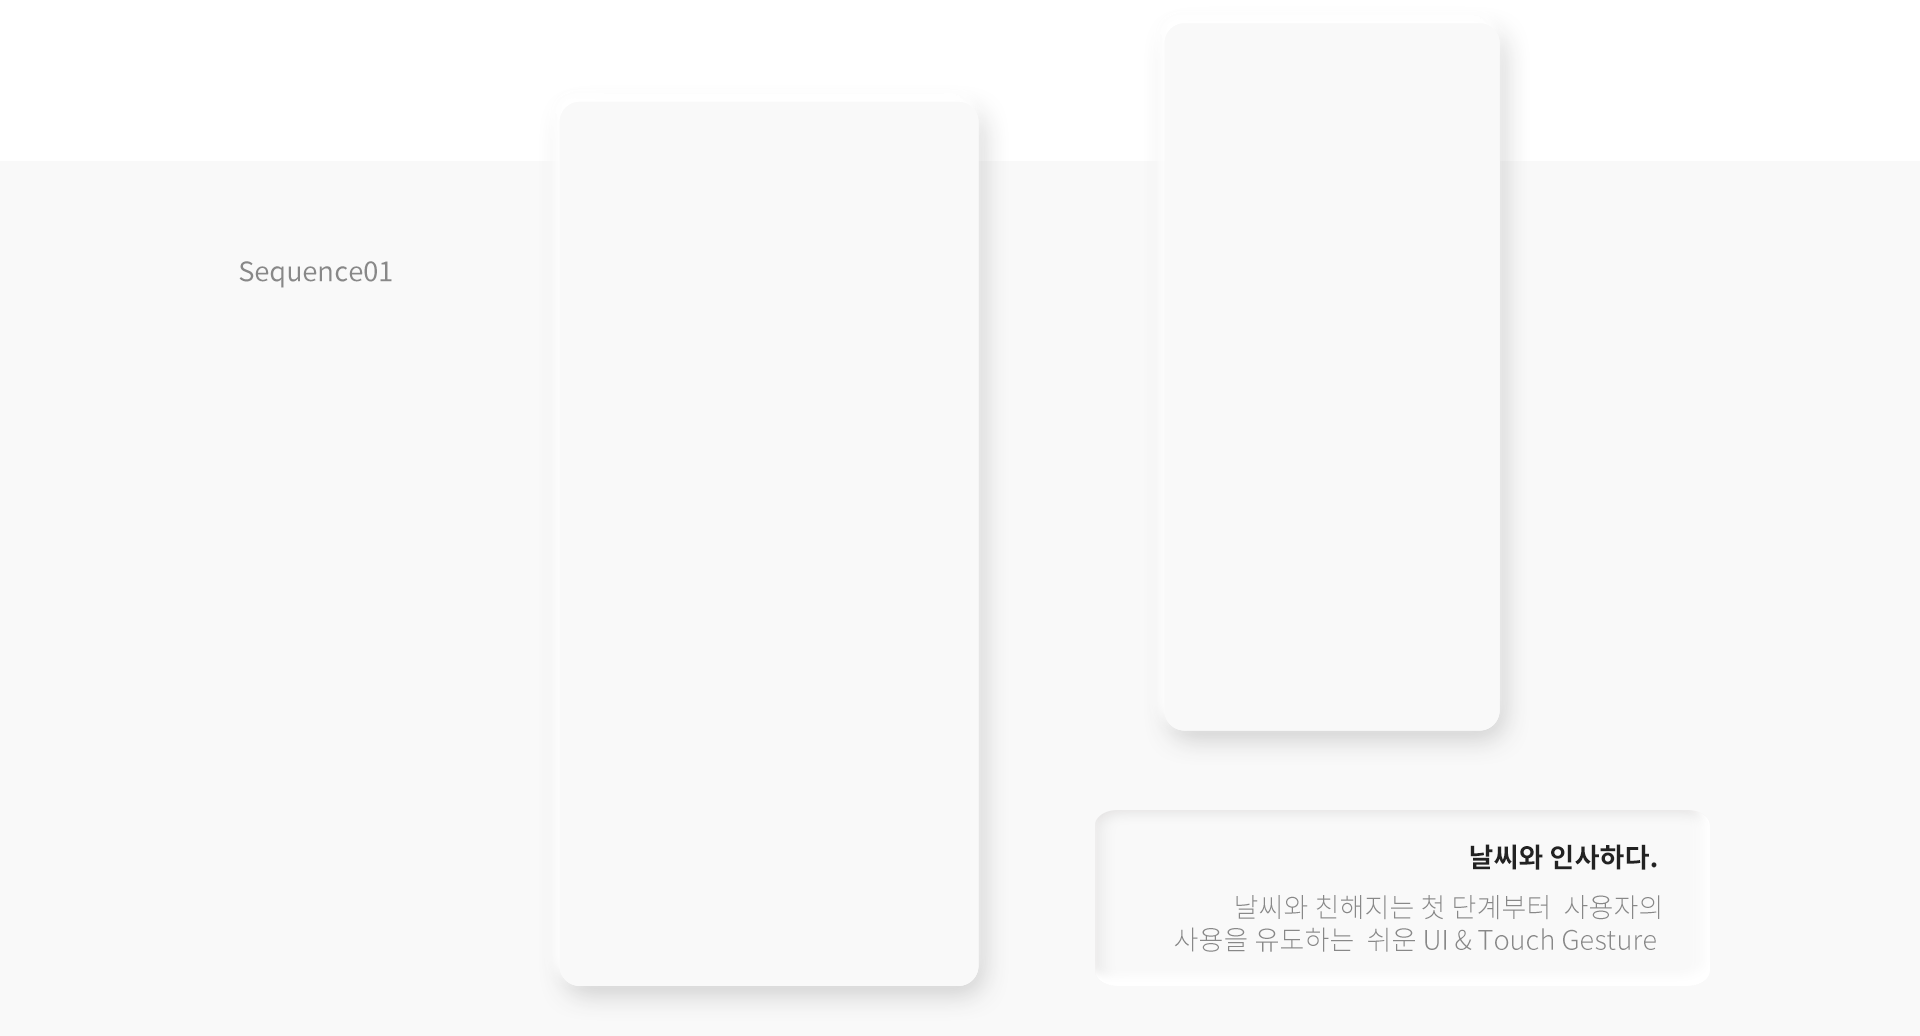 Sequence01
날씨와 인사하다.
날씨와 친해지는 첫 단계부터 사용자의
사용을 유도하는 쉬운 UI & Touch Gesture